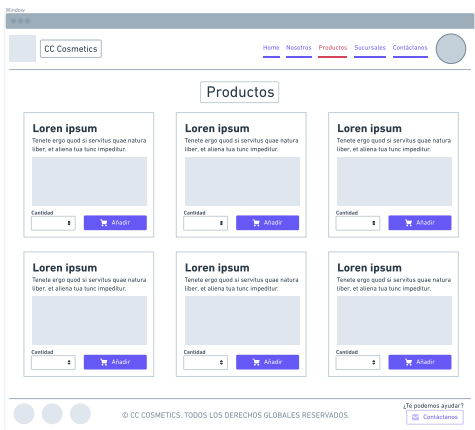 Window
CC Cosmetics
Home Nosotros Productos Sucursales Contáctanos
Productos
Loren ipsum
Tenete ergo quod si servitus quae natura
liber, et aliena tua tunc impeditur.
Cantidad
Añadir
Loren ipsum
Tenete ergo quod si servitus quae natura
liber, et aliena tua tunc impeditur.
Cantidad
Añadir
Loren ipsum
Tenete ergo quod si servitus quae natura
liber, et aliena tua tunc impeditur.
Cantidad
Añadir
Loren ipsum
Tenete ergo quod si servitus quae natura
liber, et aliena tua tunc impeditur.
Cantidad
Añadir
Loren ipsum
Tenete ergo quod si servitus quae natura
liber, et aliena tua tunc impeditur.
Cantidad
Añadir
Loren ipsum
Tenete ergo quod si servitus quae natura
liber, et aliena tua tunc impeditur.
Cantidad
Añadir
© CC COSMETICS. TODOS LOS DERECHOS GLOBALES RESERVADOS.
¿Te podemos ayudar?
Contáctanos